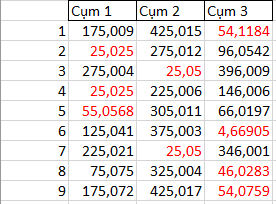 Cụm 1 Cụm 2 Cụm 3
1 175,009 425,015 54,1184
2 25,025 275,012 96,0542
3 275,004 25,05 396,009
4 25,025 225,006 146,006
5 55,0568 305,011 66,0197
6 125,041 375,003 4,66905
7 225,021 25,05 346,001
8 75,075 325,004 46,0283
9 175,072 425,017 54,0759